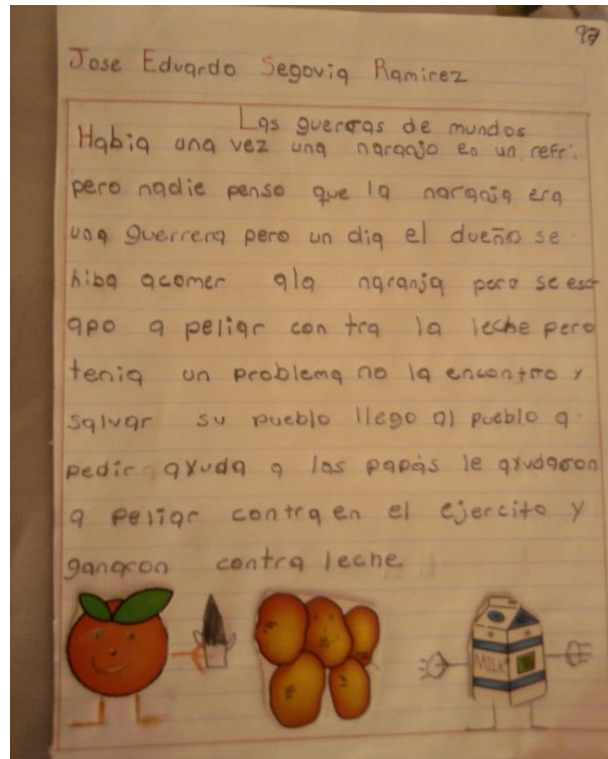 97
Jose Eduardo Segovia Ramirez
Las guerras de mundos
Habia una vez una naranjo en un refri.
pero nadie penso que la naranja era
una guerrera pero un dia el dueño se
hiba acomer ala naranja pero se esc
apo a peliar con tra la leche pero
tenia un problema no la encontro y
salvar su pueblo llego al pueblo a
pedir ayuda a las papas le ayudaron
a peliar contra en el ejercito y
ganaron contra leche.
MILK